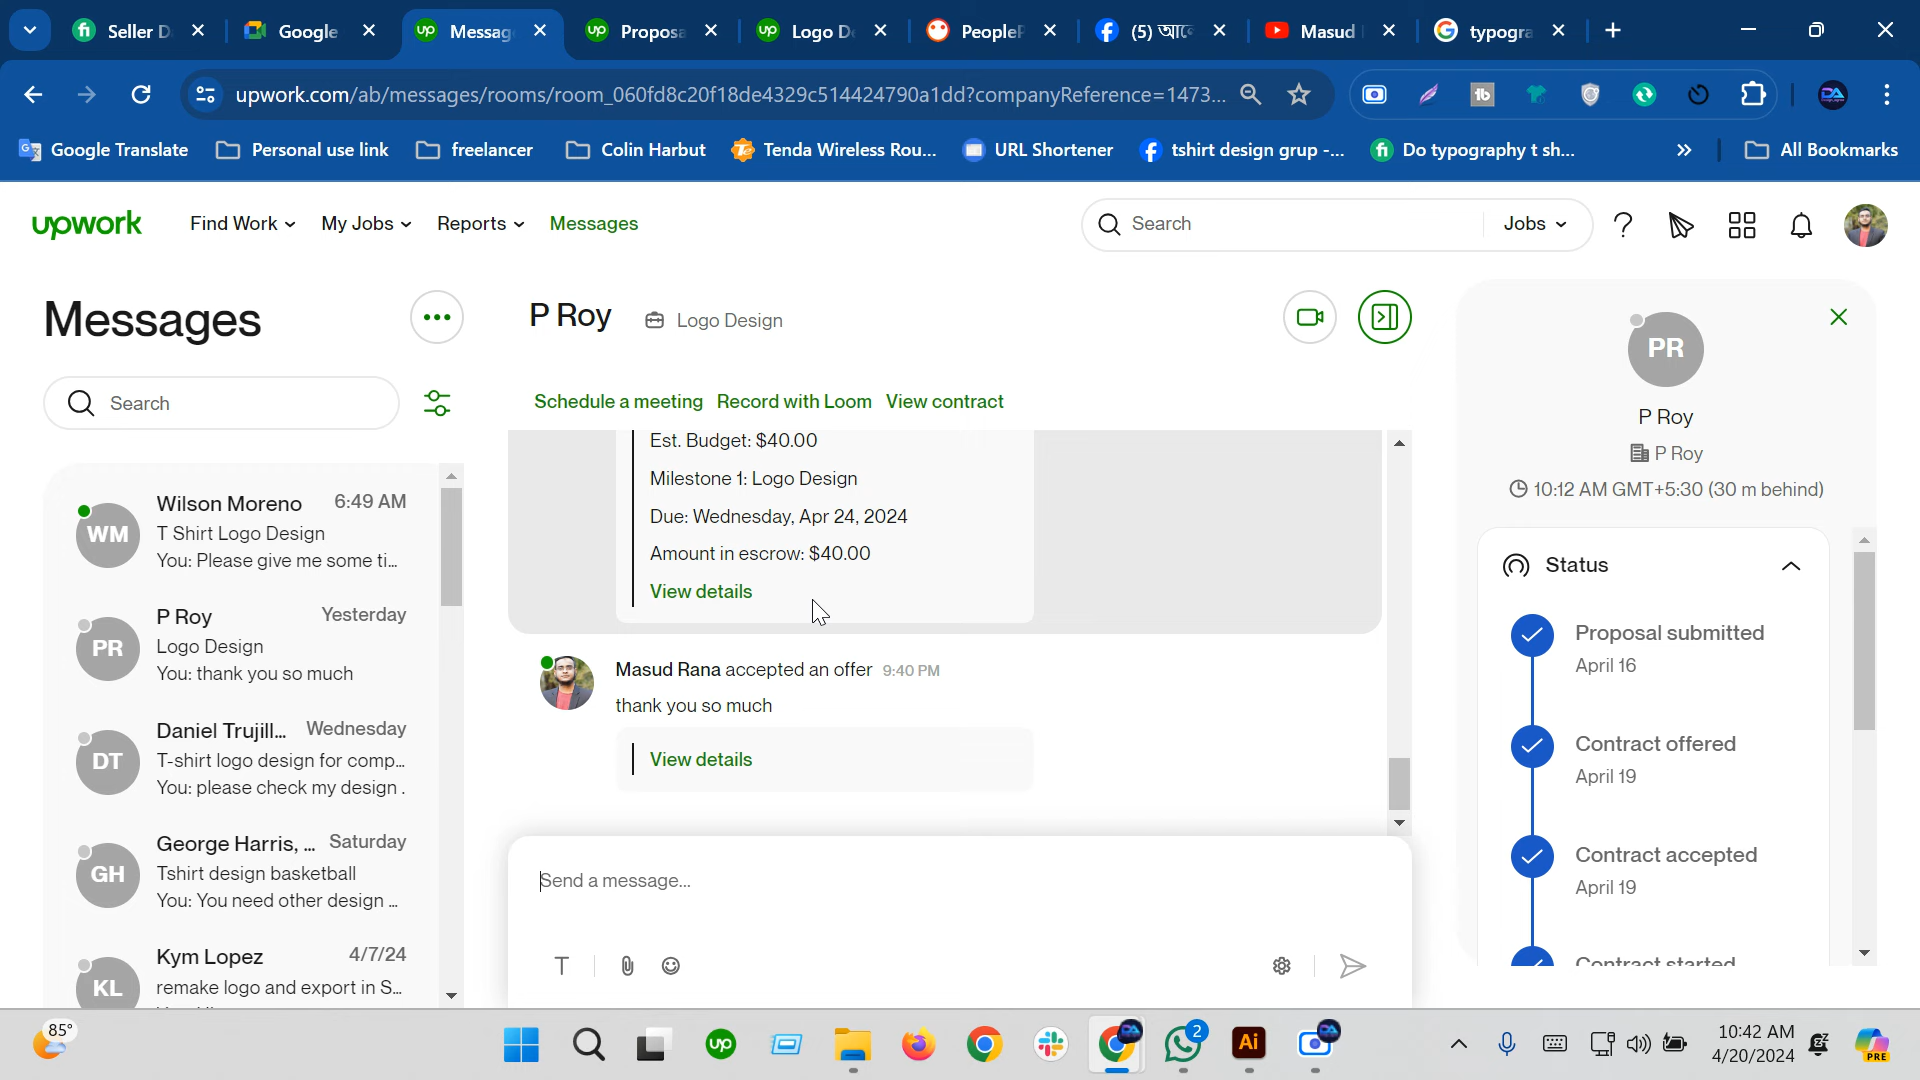 Seller D
Google
Messag
Propos
Logo D
PeopleP
(5) আ
Masud
typogra
upwork.com/ab/messages/rooms/room_060fd8c20f18de4329c514424790a1dd?companyReference=1473...
Google Translate
Personal use link
freelancer
Colin Harbut
Tenda Wireless Rou...
URL Shortener
tshirt design grup -...
Do typography t sh...
All Bookmarks
upwork
Find Work
My Jobs
Reports
Messages
Search
Jobs
Messages
Search
Wilson Moreno 6:49 AM
T Shirt Logo Design
You: Please give me some ti...
P Roy Yesterday
Logo Design
You: thank you so much
Daniel Trujill... Wednesday
T-shirt logo design for comp...
You: please check my design .
George Harris, ... Saturday
Tshirt design basketball
You: You need other design ...
Kym Lopez 4/7/24
remake logo and export in S...
WM
PR
DT
GH
KL
P Roy Logo Design
Schedule a meeting Record with Loom View contract
Est. Budget: $40.00
Milestone 1: Logo Design
Due: Wednesday, Apr 24, 2024
Amount in escrow: $40.00
View details
Masud Rana accepted an offer 9:40 PM
thank you so much
View details
Send a message...
PR
P Roy
P Roy
10:12 AM GMT+5:30 (30 m behind)
Status
Proposal submitted
April 16
Contract offered
April 19
Contract accepted
April 19
Contract started
85°
2
10:42 AM
4/20/2024
PRE